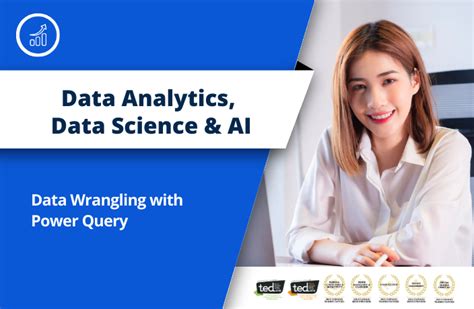 Data Analytics,
Data Science & AI
Data Wrangling with
Power Query
ted
ted